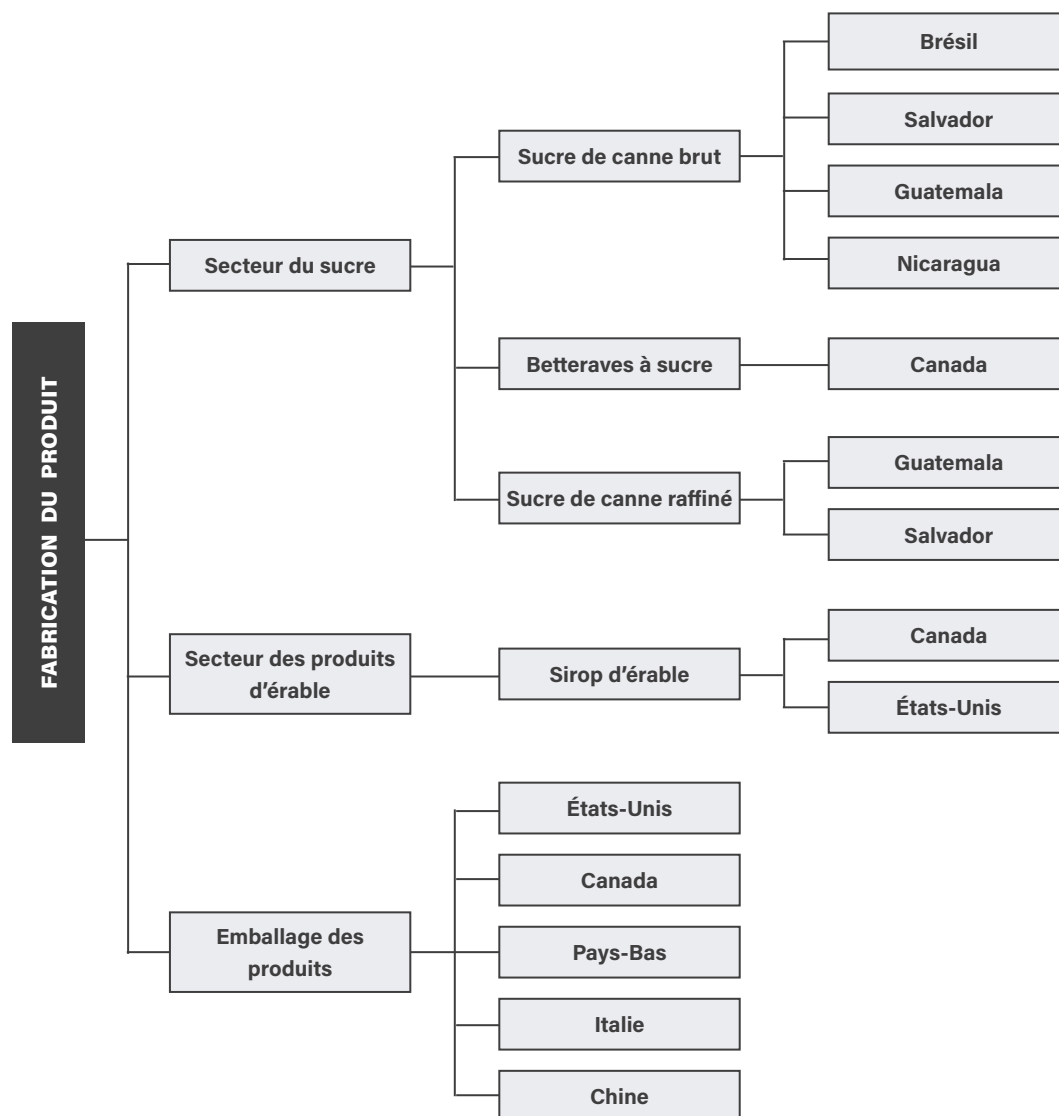 FABRICATION DU PRODUIT
Secteur du sucre
Sucre de canne brut
Brésil
Salvador
Guatemala
Nicaragua
Betteraves à sucre
Canada
Sucre de canne raffiné
Guatemala
Salvador
Secteur des produits
d'érable
Sirop d'érable
Canada
États-Unis
Emballage des
produits
États-Unis
Canada
Pays-Bas
Italie
Chine